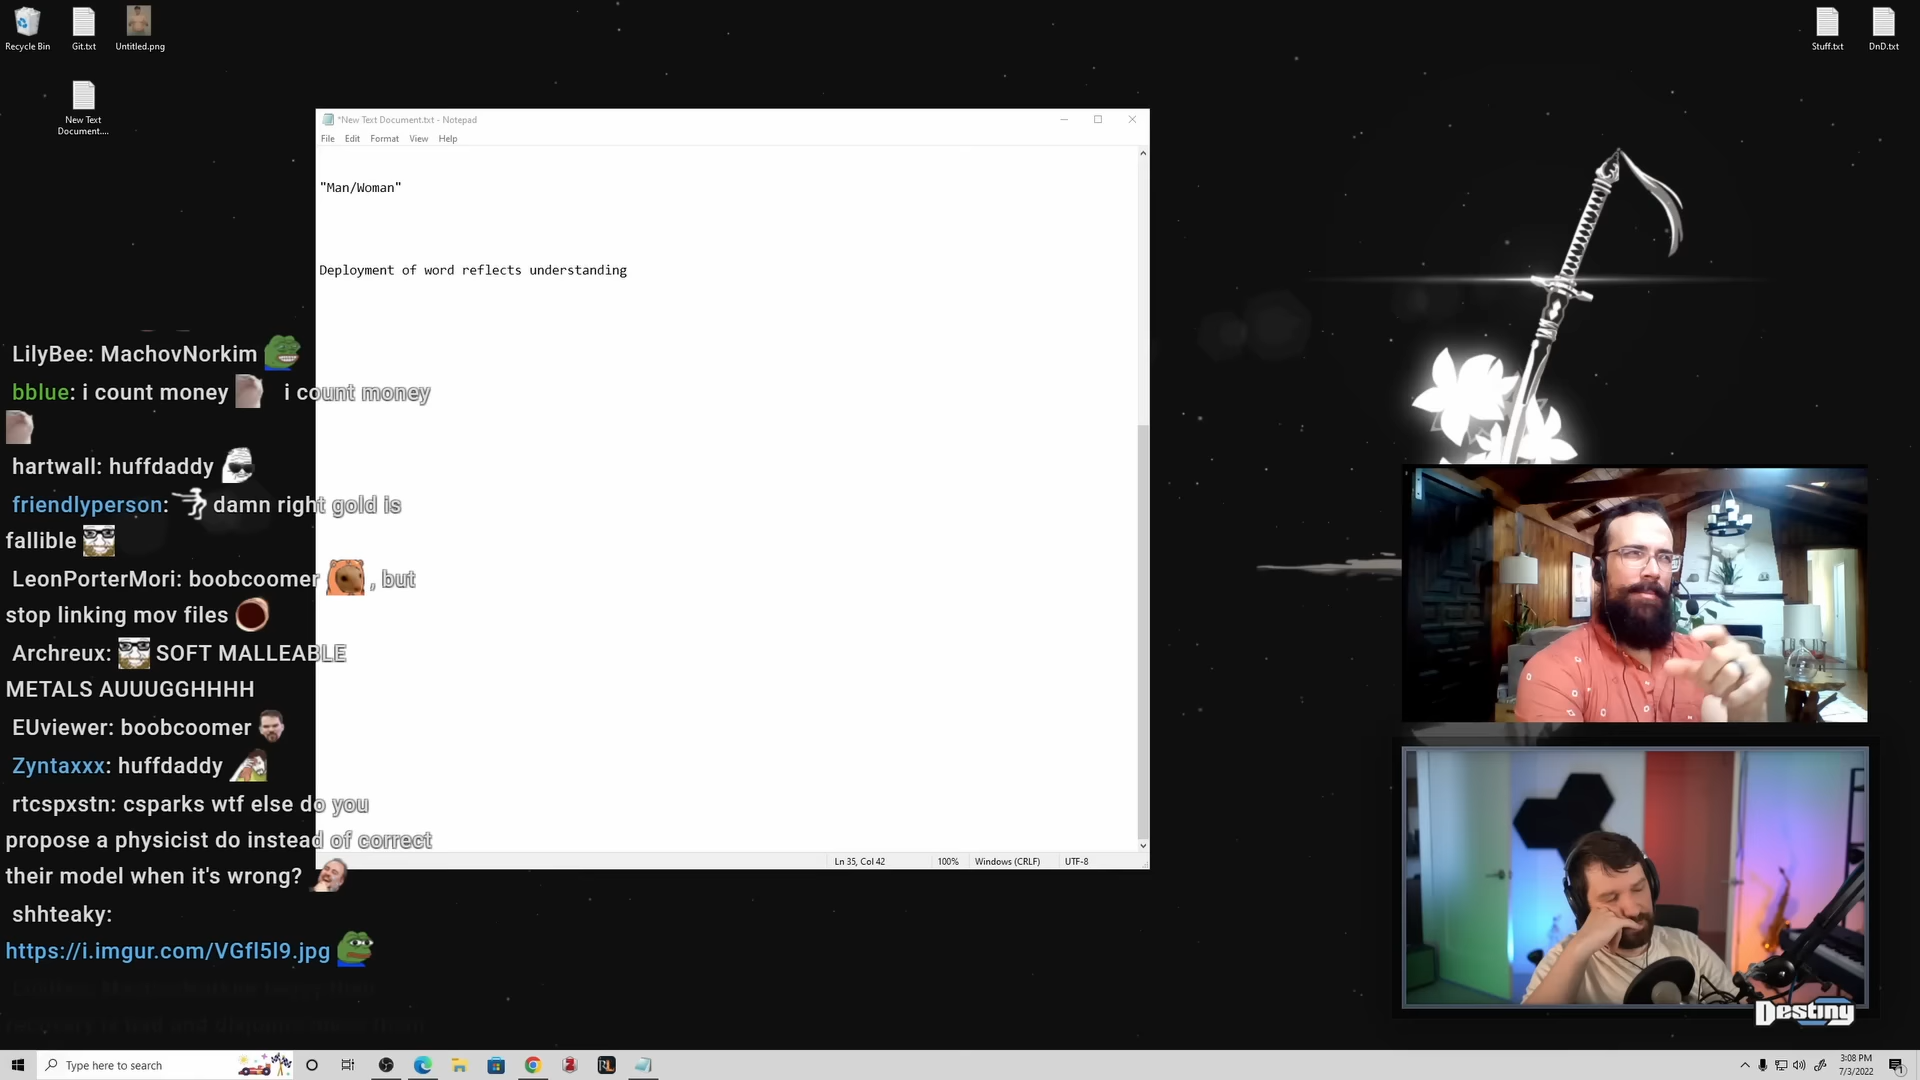 Recycle Bin
Git.txt
Untitled.png
New Text
Document....
Stuff.txt
DnD.txt
*New Text Document.txt - Notepad
File Edit Format View Help
"Man/Woman"
Deployment of word reflects understanding
LilyBee: MachovNorkim
bblue: i count money i count money
hartwall: huffdaddy
friendlyperson: damn right gold is
fallible
LeonPorterMori: boobcoomer , but
stop linking mov files
Archreux: SOFT MALLEABLE
METALS AUUUGGHHHH
EUviewer: boobcoomer
Zyntaxxx: huffdaddy
rtcspxstn: csparks wtf else do you
propose a physicist do instead of correct
their model when it's wrong?
shhteaky:
https://i.imgur.com/VGfl5l9.jpg
Ln 35, Col 42 100% Windows (CRLF) UTF-8
Destiny
Type here to search
3:08 PM
7/3/2022